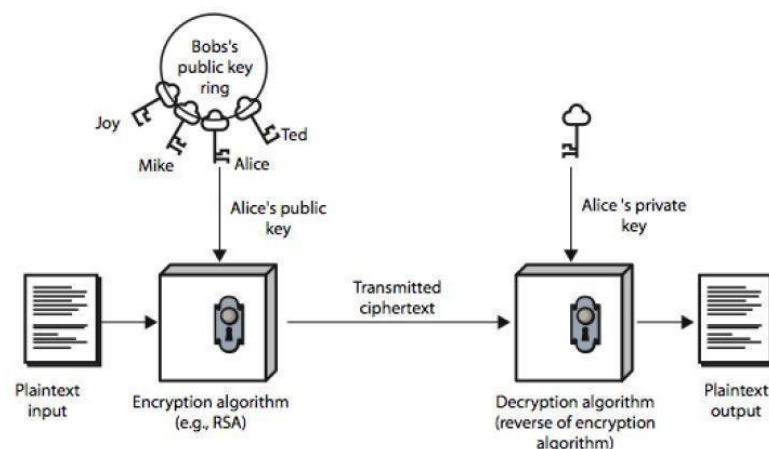 Bobs's
public key
ring
Joy
Mike
Alice
Ted
Alice's public
key
Alice 's private
key
Transmitted
ciphertext
Plaintext
input
Encryption algorithm
(e.g., RSA)
Decryption algorithm
(reverse of encryption
algorithm)
Plaintext
output